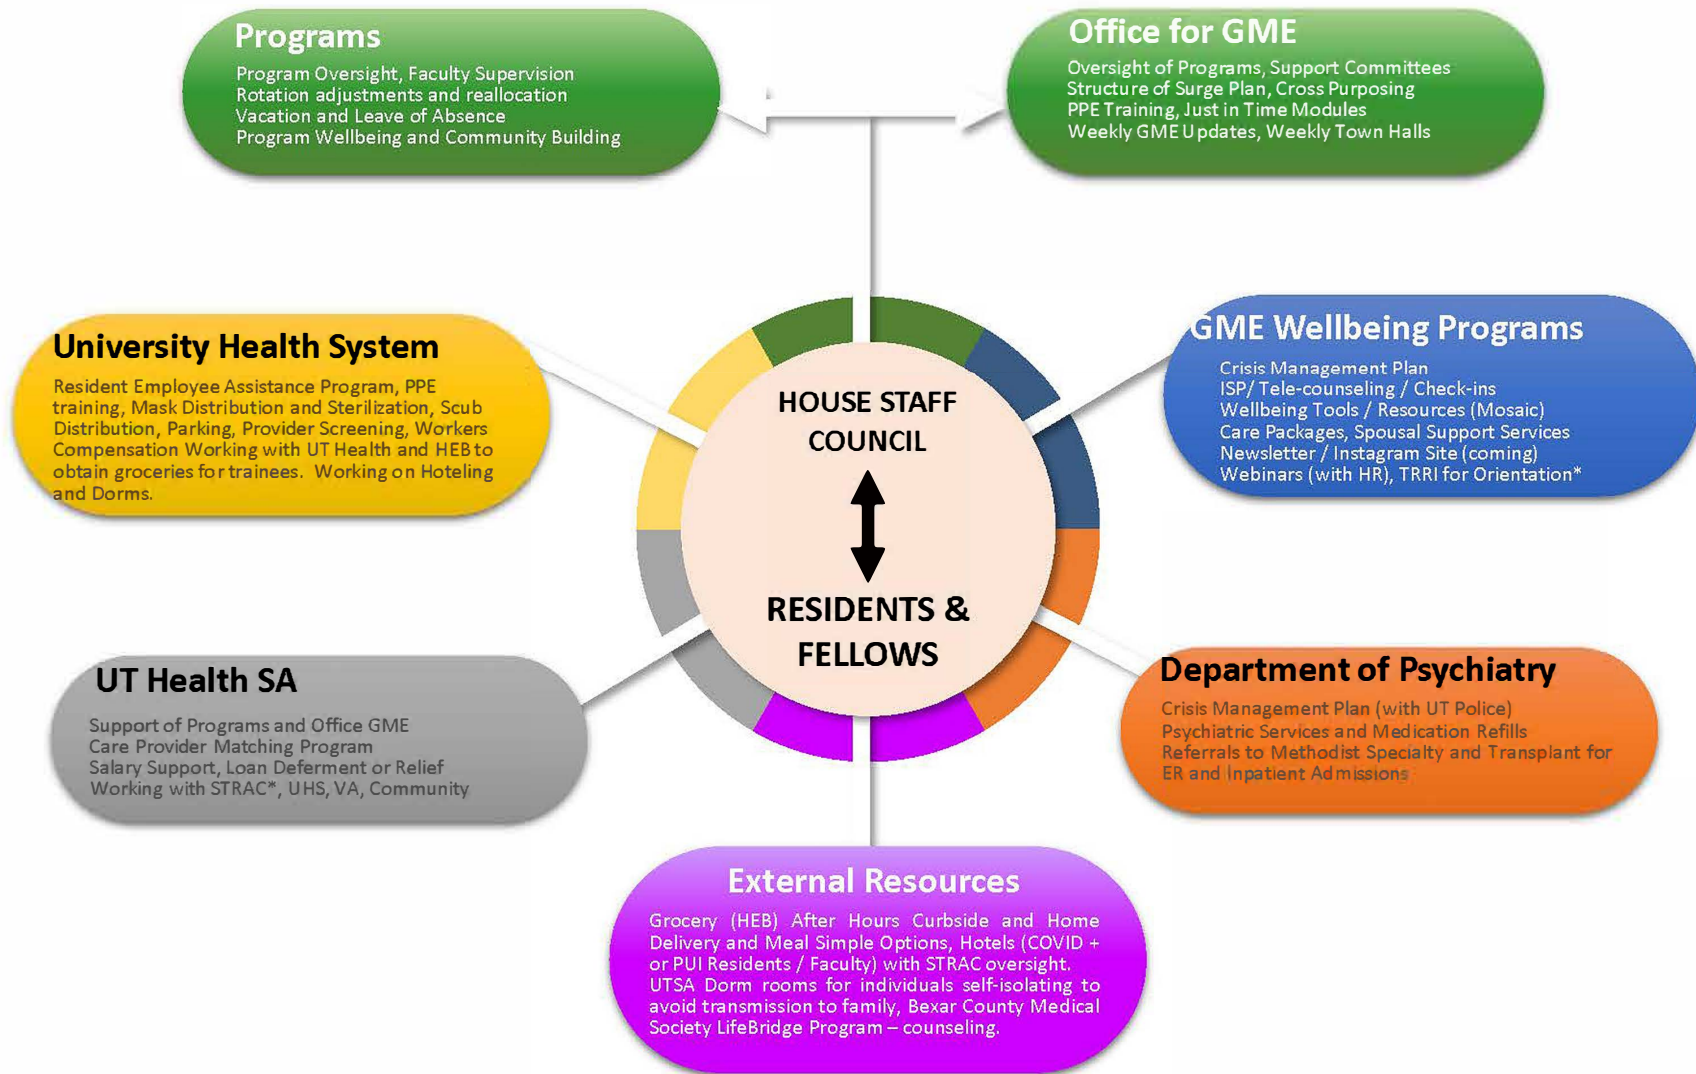 Programs
Program Oversight, Faculty Supervision
Rotation adjustments and reallocation
Vacation and Leave of Absence
Program Wellbeing and Community Building
Office for GME
Oversight of Programs, Support Committees
Structure of Surge Plan, Cross Purposing
PPE Training, Just in Time Modules
Weekly GME Updates, Weekly Town Halls
University Health System
Resident Employee Assistance Program, PPE
training, Mask Distribution and Sterilization, Scub
Distribution, Parking, Provider Screening, Workers
Compensation Working with UT Health and HEB to
obtain groceries for trainees. Working on Hoteling
and Dorms.
HOUSE STAFF
COUNCIL
RESIDENTS &
FELLOWS
GME Wellbeing Programs
Crisis Management Plan
ISP/ Tele-counseling / Check-ins
Wellbeing Tools / Resources (Mosaic)
Care Packages, Spousal Support Services
Newsletter / Instagram Site (coming)
Webinars (with HR), TRRI for Orientation*
UT Health SA
Support of Programs and Office GME
Care Provider Matching Program
Salary Support, Loan Deferment or Relief
Working with STRAC*, UHS, VA, Community
Department of Psychiatry
Crisis Management Plan (with UT Police)
Psychiatric Services and Medication Refills
Referrals to Methodist Specialty and Transplant for
ER and Inpatient Admissions
External Resources
Grocery (HEB) After Hours Curbside and Home
Delivery and Meal Simple Options, Hotels (COVID +
or PUI Residents / Faculty) with STRAC oversight.
UTSA Dorm rooms for individuals self-isolating to
avoid transmission to family, Bexar County Medical
Society LifeBridge Program – counseling.